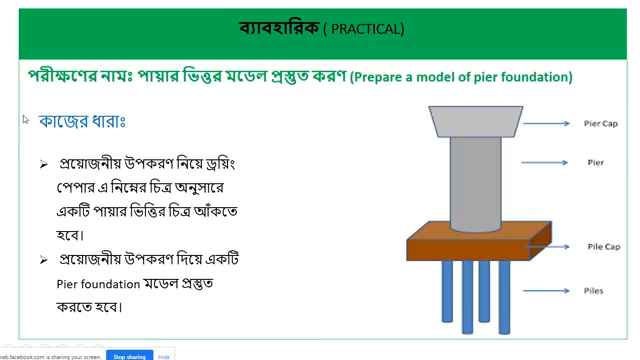 ব্যাবহারিক ( PRACTICAL)
পরীক্ষণের নামঃ পায়ার ভিত্তর মডেল প্রস্তুত করণ (Prepare a model of pier foundation)
কাজের ধারাঃ
➢ প্রয়োজনীয় উপকরণ নিয়ে ড্রয়িং
পেপার এ নিম্নের চিত্র অনুসারে
একটি পায়ার ভিত্তির চিত্র আঁকতে
হবে।
➢ প্রয়োজনীয় উপকরণ দিয়ে একটি
Pier foundation মডেল প্রস্তুত
করতে হবে।
Pier Cap
Pier
Pile Cap
Piles
web.facebook.com is sharing your screen.
Stop sharing
Hide